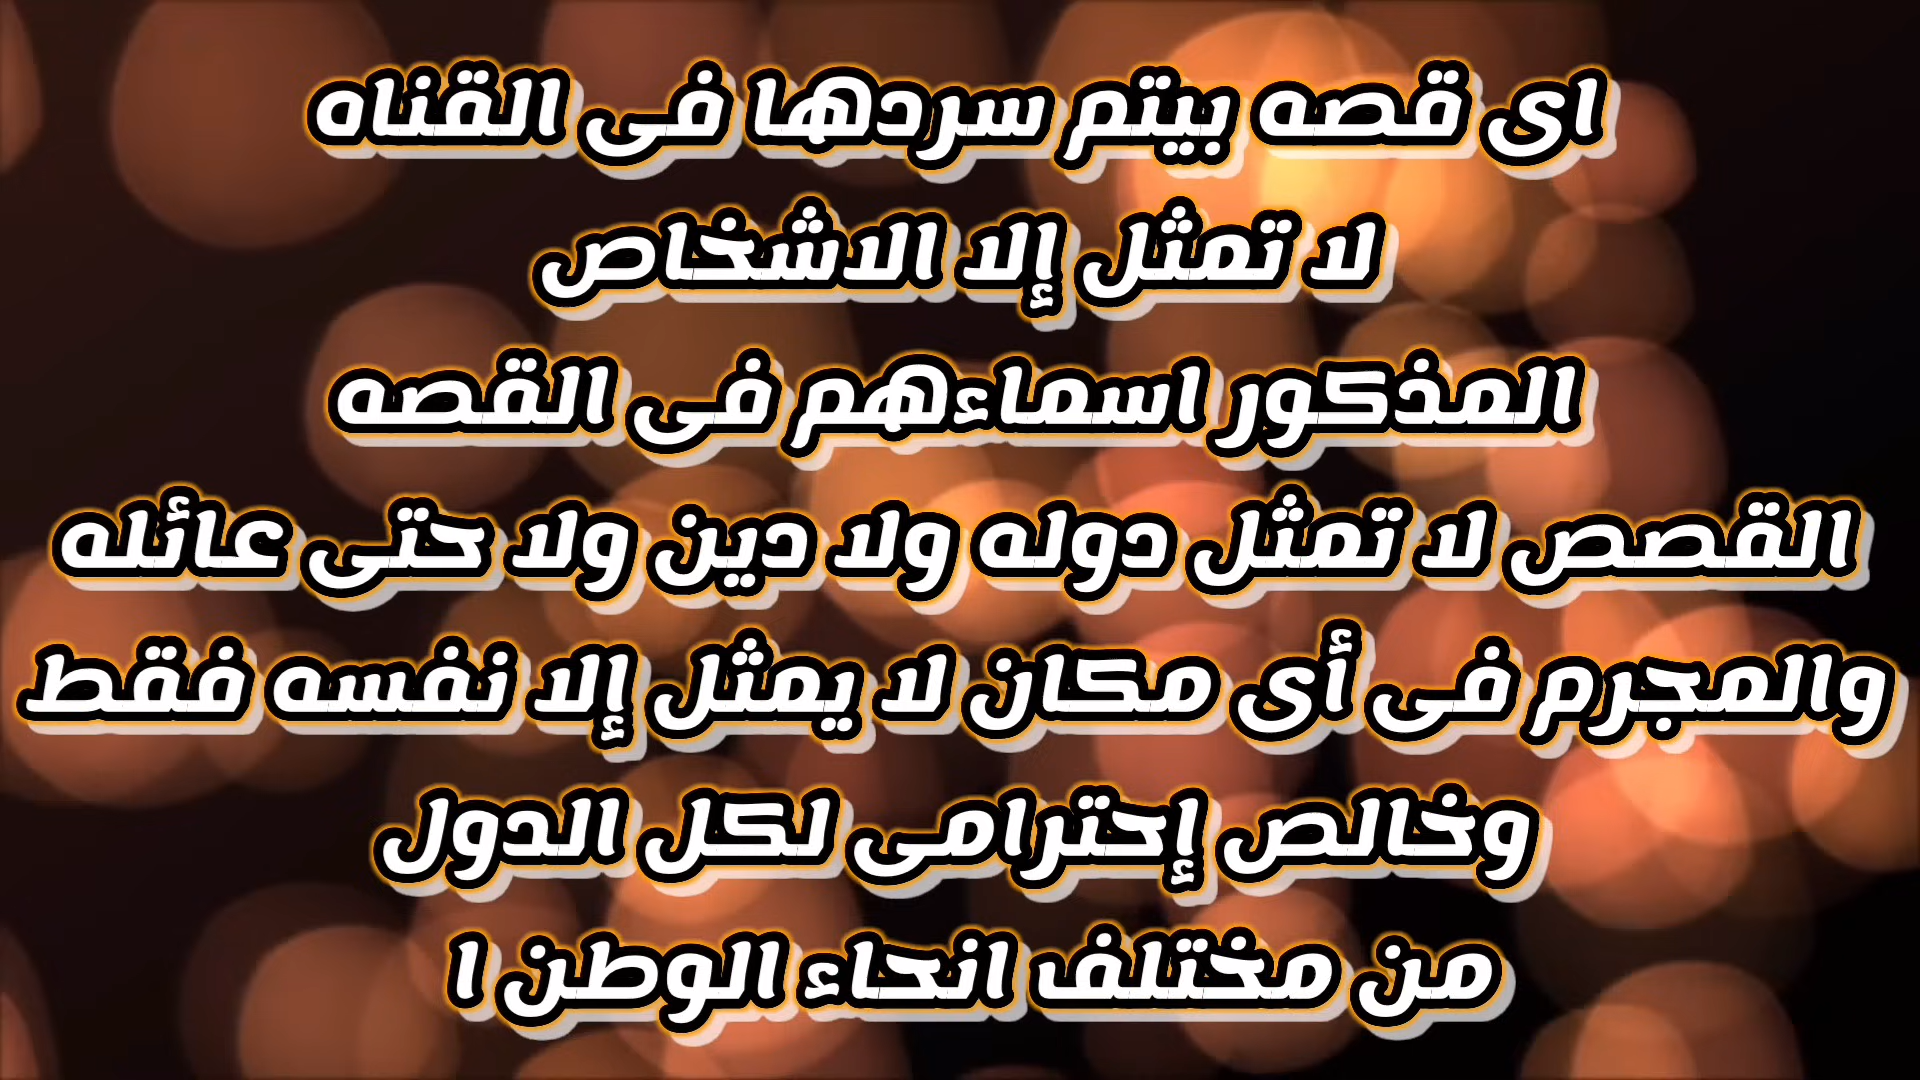 اى قصه بيتم سردها فى القناه
لا تمثل إلا الاشخاص
المذكور اسماءهم فى القصه
القصص لا تمثل دوله ولا دين ولا حتى عائله
والمجرم فى أى مكان لا يمثل إلا نفسه فقط
وخالص إحترامى لكل الدول
من مختلف انحاء الوطن ا